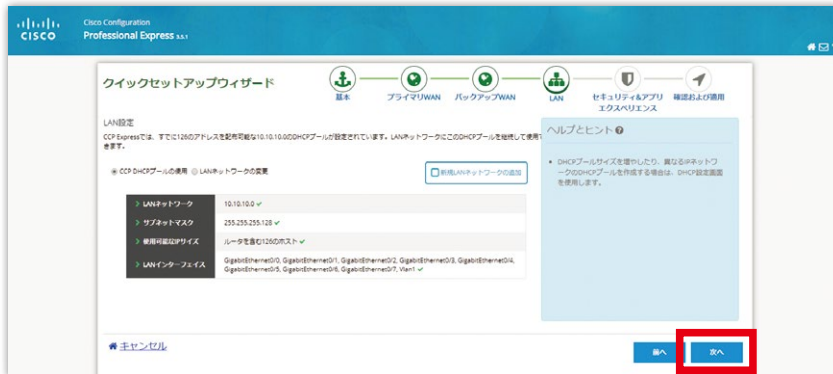 CISCO
Cisco Configuration
Professional Express 3.5.1
クイックセットアップウィザード
基本
プライマリWAN
バックアップWAN
LAN
セキュリティ&アプリ
エクスペリエンス
確認および適用
LAN設定
CCP Expressでは、すでに126のアドレスを配布可能な10.10.10.0のDHCPプールが設定されています。LANネットワークにこのDHCPプールを継続して使用で
きます。
CCP DHCPプールの使用 LANネットワークの変更
新規LANネットワークの追加
LANネットワーク 10.10.10.0
サブネットマスク 255.255.255.128
使用可能なIPサイズ ルータを含む126のホスト
LANインターフェイス GigabitEthernet0/0, GigabitEthernet0/1, GigabitEthernet0/2, GigabitEthernet0/3, GigabitEthernet0/4,
GigabitEthernet0/5, GigabitEthernet0/6, GigabitEthernet0/7, Vlan1
ヘルプとヒント
DHCPプールサイズを増やしたり、異なるIPネットワ
ークのDHCPプールを作成する場合は、DHCP設定画面
を使用します。
キャンセル
前へ
次へ